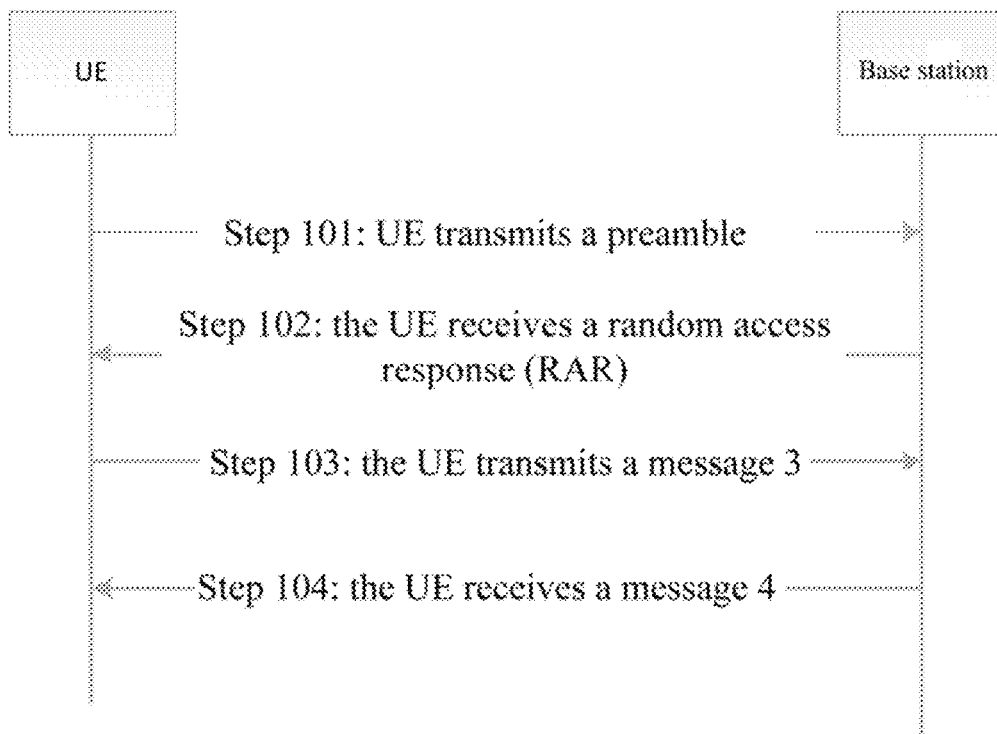 UE
Base station
Step 101: UE transmits a preamble
Step 102: the UE receives a random access
response (RAR)
Step 103: the UE transmits a message 3
Step 104: the UE receives a message 4